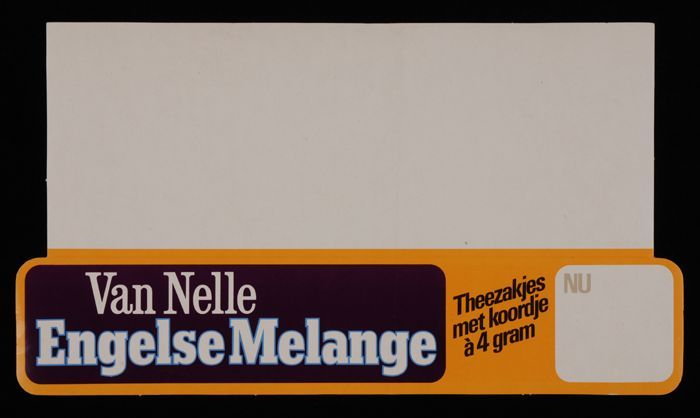 Van Nelle
Engelse Melange
Theezakjes
met koordje
à 4 gram
NU